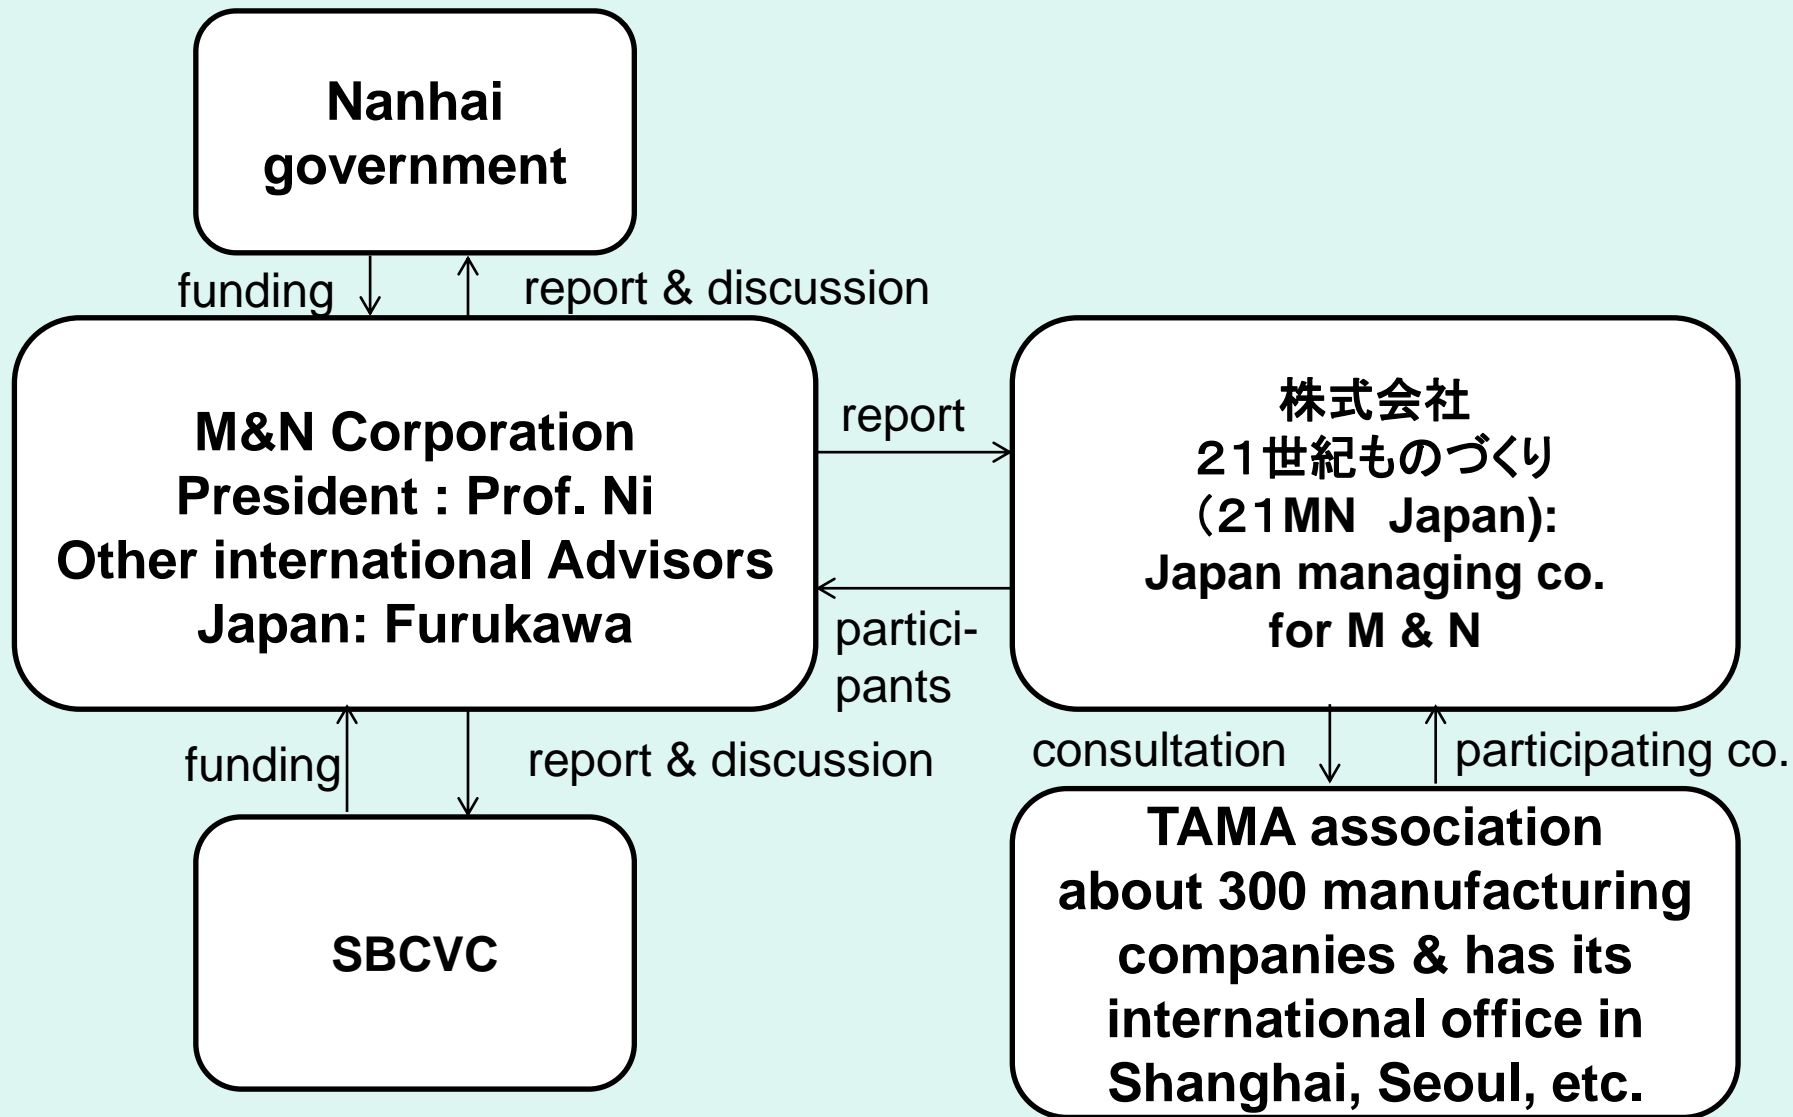 Nanhai
government
funding
report & discussion
M&N Corporation
President : Prof. Ni
Other international Advisors
Japan: Furukawa
report
partici-
pants
株式会社
２１世紀ものづくり
（２１MN　Japan):
Japan managing co.
for M & N
funding
report & discussion
consultation
participating co.
SBCVC
TAMA association
about 300 manufacturing
companies & has its
international office in
Shanghai, Seoul, etc.